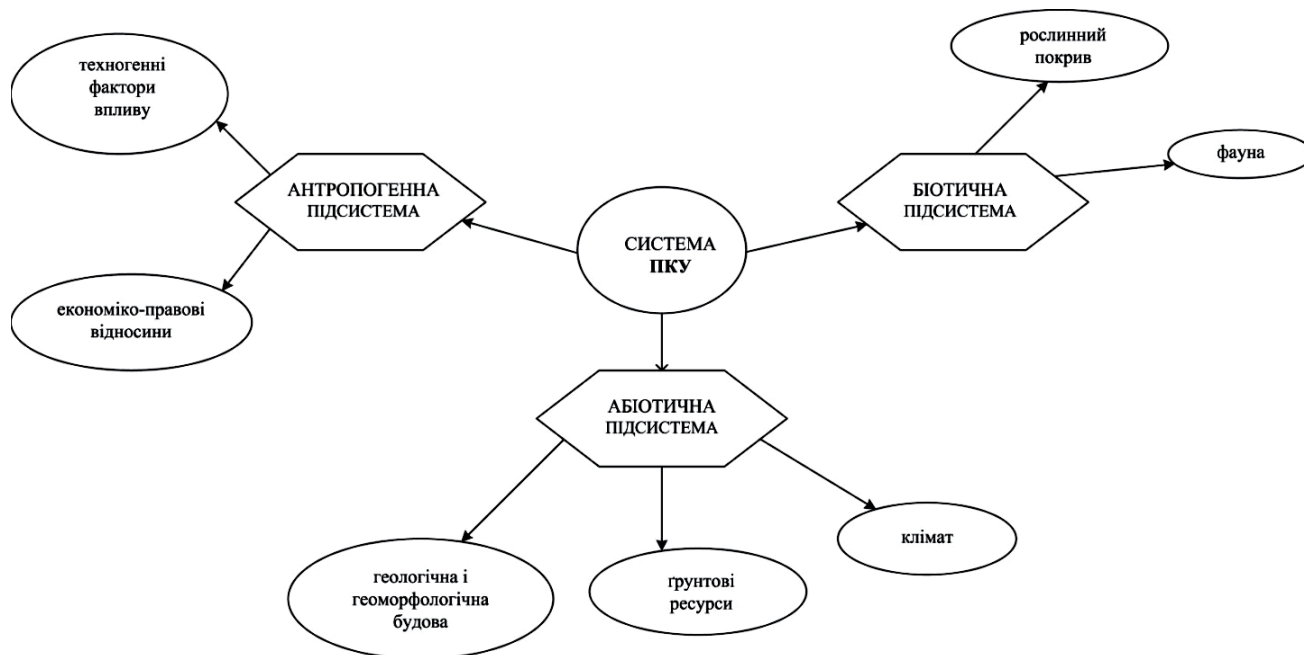 рослинний
покрив
техногенні
фактори
впливу
фауна
АНТРОПОГЕННА
ПІДСИСТЕМА
БІОТИЧНА
ПІДСИСТЕМА
СИСТЕМА
ПКУ
економіко-правові
відносини
АБІОТИЧНА
ПІДСИСТЕМА
клімат
геологічна і
геоморфологічна
будова
ґрунтові
ресурси